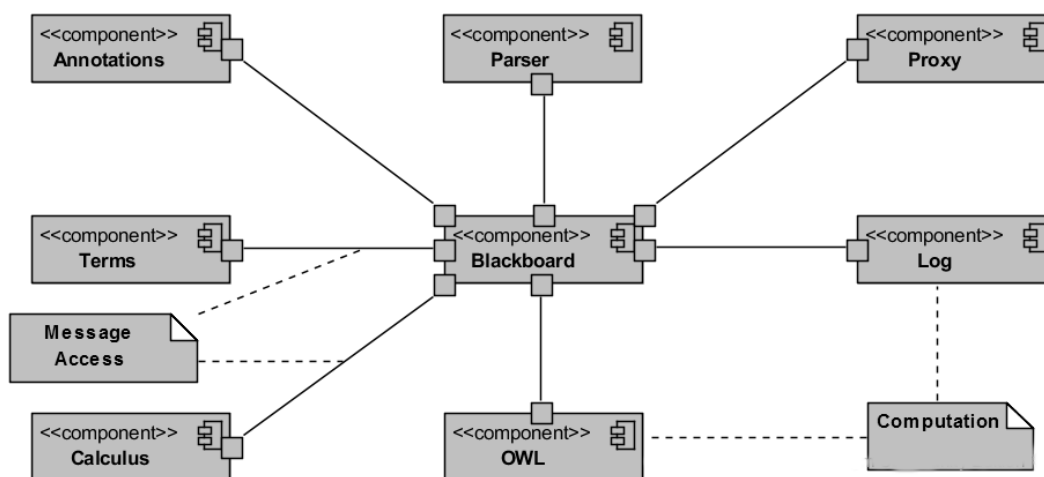 <<component>>
Annotations
<<component>>
Parser
<<component>>
Proxy
<<component>>
Terms
<<component>>
Blackboard
<<component>>
Log
Message
Access
<<component>>
Calculus
<<component>>
OWL
Computation